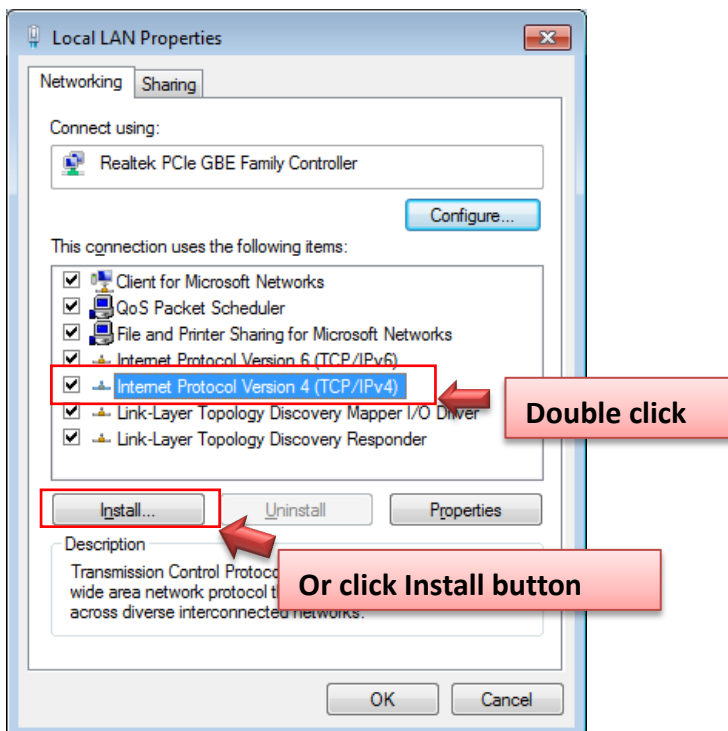 Local LAN Properties
Networking
Sharing
Connect using:
Realtek PCIe GBE Family Controller
Configure...
This connection uses the following items:
Client for Microsoft Networks
QoS Packet Scheduler
File and Printer Sharing for Microsoft Networks
Internet Protocol Version 6 (TCP/IPv6)
Internet Protocol Version 4 (TCP/IPv4)
Double click
Link-Layer Topology Discovery Mapper I/O Driver
Link-Layer Topology Discovery Responder
Install...
Uninstall
Properties
Description
Transmission Control Protoco
Or click Install button
wide area network protocol t
across diverse interconnected networks.
OK
Cancel